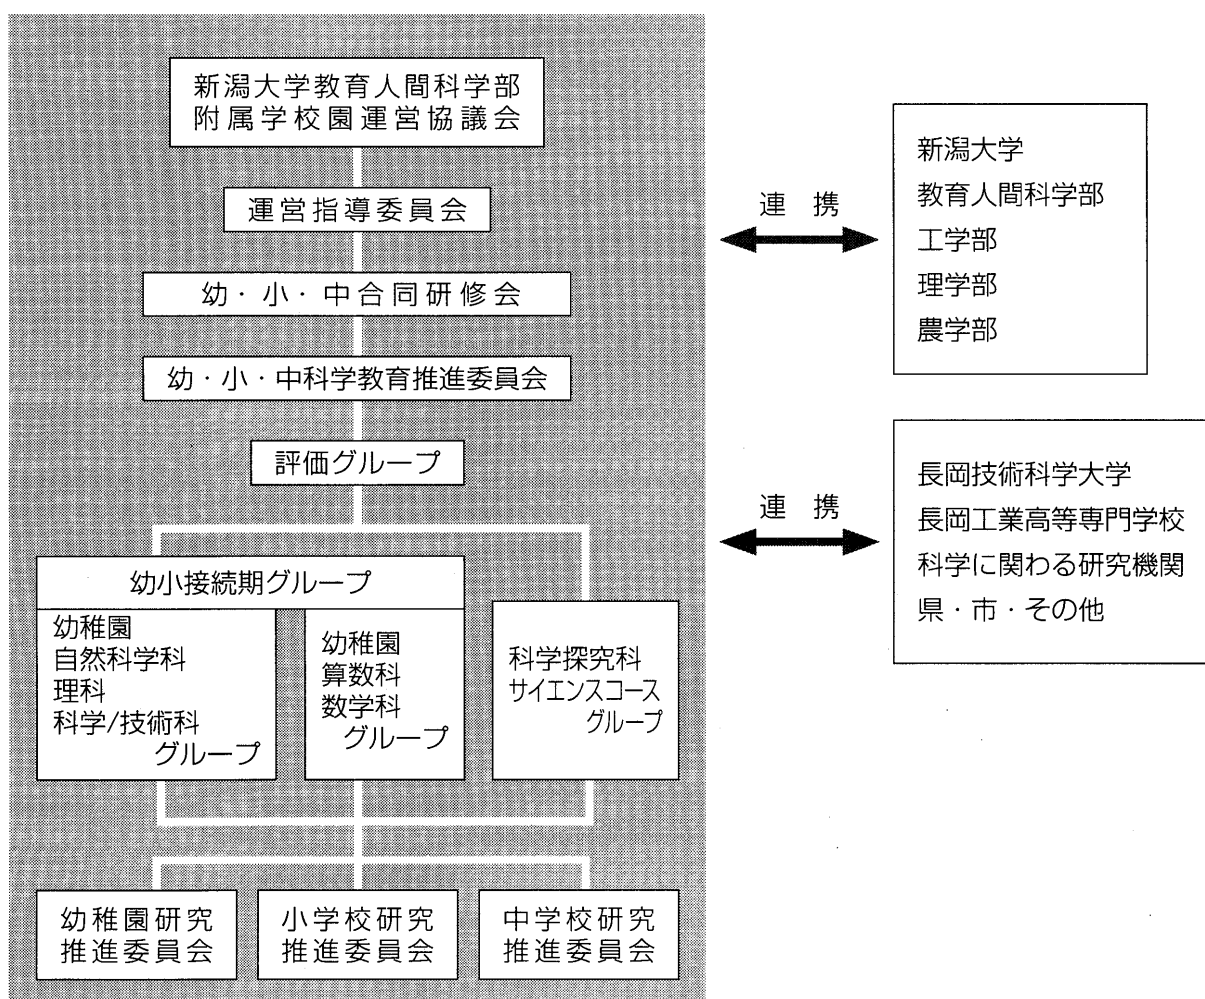 新潟大学教育人間科学部
附属学校園運営協議会
運営指導委員会
幼・小・中合同研修会
幼・小・中科学教育推進委員会
評価グループ
幼小接続期グループ
幼稚園
自然科学科
理科
科学/技術科
グループ
幼稚園
算数科
数学科
グループ
科学探究科
サイエンスコース
グループ
幼稚園研究
推進委員会
小学校研究
推進委員会
中学校研究
推進委員会
連携
新潟大学
教育人間科学部
工学部
理学部
農学部
連携
長岡技術科学大学
長岡工業高等専門学校
科学に関わる研究機関
県・市・その他